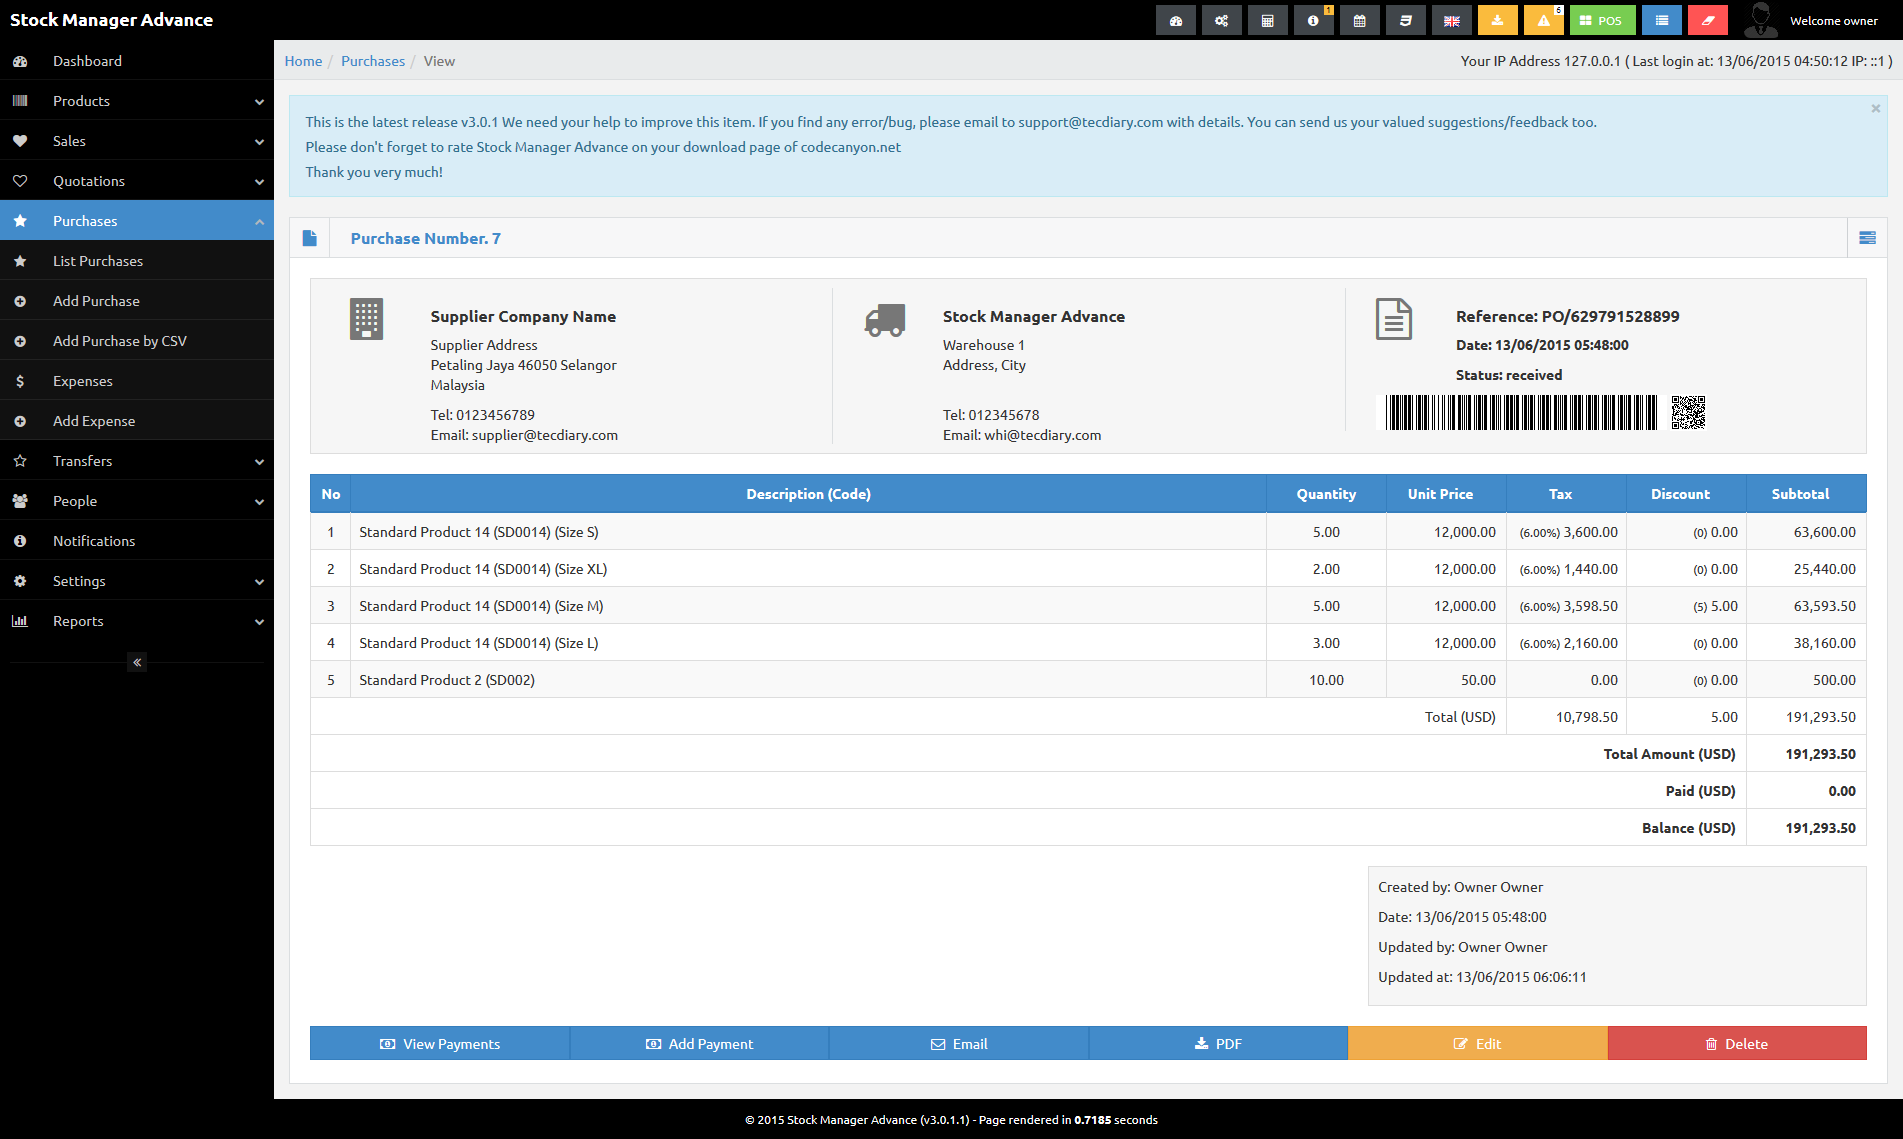 Stock Manager Advance
1
6
POS
Welcome owner
Dashboard
Products
Sales
Quotations
Purchases
List Purchases
Add Purchase
Add Purchase by CSV
Expenses
Add Expense
Transfers
People
Notifications
Settings
Reports
Home / Purchases / View
Your IP Address 127.0.0.1 ( Last login at: 13/06/2015 04:50:12 IP: ::1 )
This is the latest release v3.0.1 We need your help to improve this item. If you find any error/bug, please email to support@tecdiary.com with details. You can send us your valued suggestions/feedback too.
Please don't forget to rate Stock Manager Advance on your download page of codecanyon.net
Thank you very much!
Purchase Number. 7
Supplier Company Name
Supplier Address
Petaling Jaya 46050 Selangor
Malaysia
Tel: 0123456789
Email: supplier@tecdiary.com
Stock Manager Advance
Warehouse 1
Address, City
Tel: 012345678
Email: whi@tecdiary.com
Reference: PO/629791528899
Date: 13/06/2015 05:48:00
Status: received
No Description (Code) Quantity Unit Price Tax Discount Subtotal
1 Standard Product 14 (SD0014) (Size S) 5.00 12,000.00 (6.00%) 3,600.00 (0) 0.00 63,600.00
2 Standard Product 14 (SD0014) (Size XL) 2.00 12,000.00 (6.00%) 1,440.00 (0) 0.00 25,440.00
3 Standard Product 14 (SD0014) (Size M) 5.00 12,000.00 (6.00%) 3,598.50 (5) 5.00 63,593.50
4 Standard Product 14 (SD0014) (Size L) 3.00 12,000.00 (6.00%) 2,160.00 (0) 0.00 38,160.00
5 Standard Product 2 (SD002) 10.00 50.00 0.00 (0) 0.00 500.00
Total (USD) 10,798.50 5.00 191,293.50
Total Amount (USD) 191,293.50
Paid (USD) 0.00
Balance (USD) 191,293.50
Created by: Owner Owner
Date: 13/06/2015 05:48:00
Updated by: Owner Owner
Updated at: 13/06/2015 06:06:11
View Payments
Add Payment
Email
PDF
Edit
Delete
© 2015 Stock Manager Advance (v3.0.1.1) - Page rendered in 0.7185 seconds